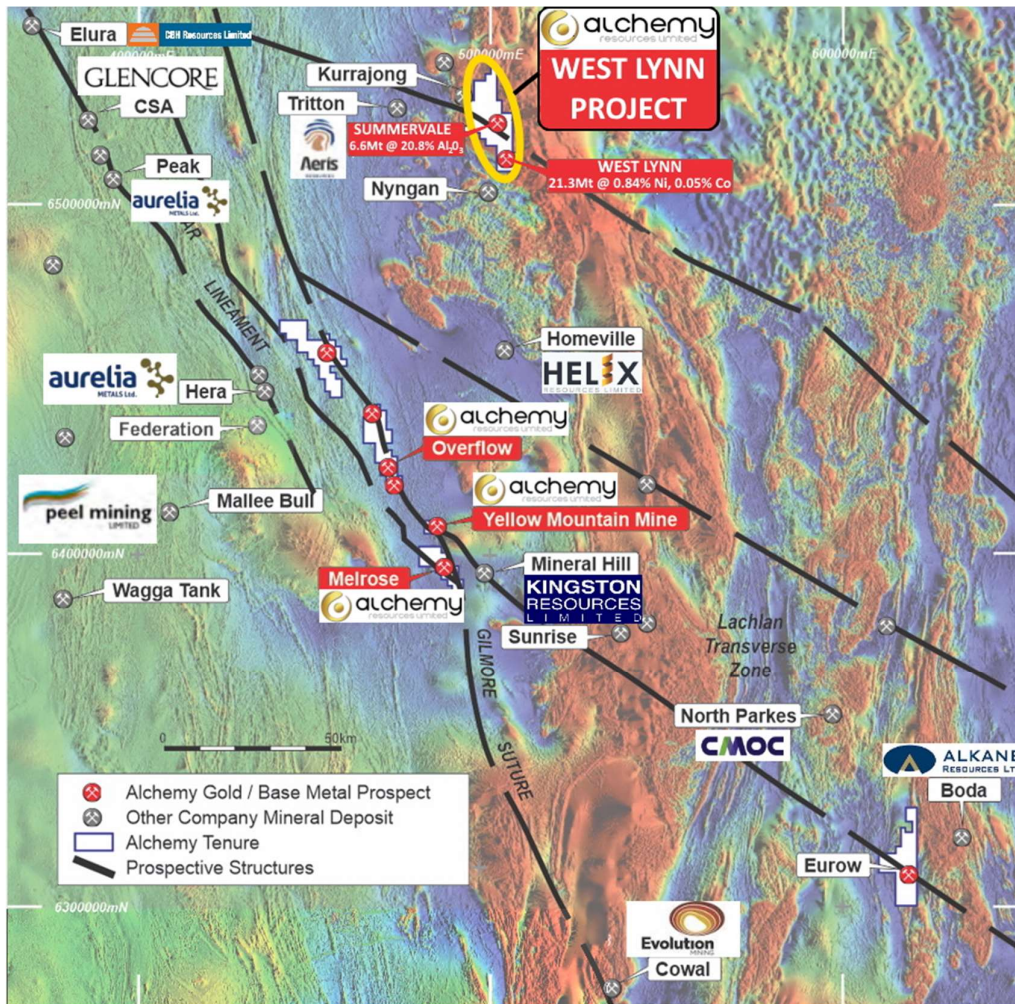 Elura
CBH Resources Limited
400000mE
500000mE
600000mE
alchemy
resources limited
WEST LYNN
PROJECT
GLENCORE
CSA
Kurrajong
Tritton
Aeris
RESOURCES
SUMMERVALE
6.6Mt @ 20.8% Al₂O₃
WEST LYNN
21.3Mt @ 0.84% Ni, 0.05% Co
Nyngan
Peak
aurelia
METALS Ltd.
6500000mN
LINEAMENT
Homeville
HELIX
RESOURCES LIMITED
aurelia
METALS Ltd.
Hera
Federation
alchemy
resources limited
Overflow
alchemy
resources limited
Yellow Mountain Mine
peel mining
LIMITED
Mallee Bull
6400000mN
Mineral Hill
KINGSTON
RESOURCES
LIMITED
Melrose
alchemy
resources limited
Wagga Tank
Sunrise
GILMORE
SUTURE
Lachlan
Transverse
Zone
North Parkes
CMOC
0
50km
ALKANE
RESOURCES LT
Boda
Alchemy Gold / Base Metal Prospect
Other Company Mineral Deposit
Alchemy Tenure
Prospective Structures
Eurow
6300000mN
Evolution
MINING
Cowal